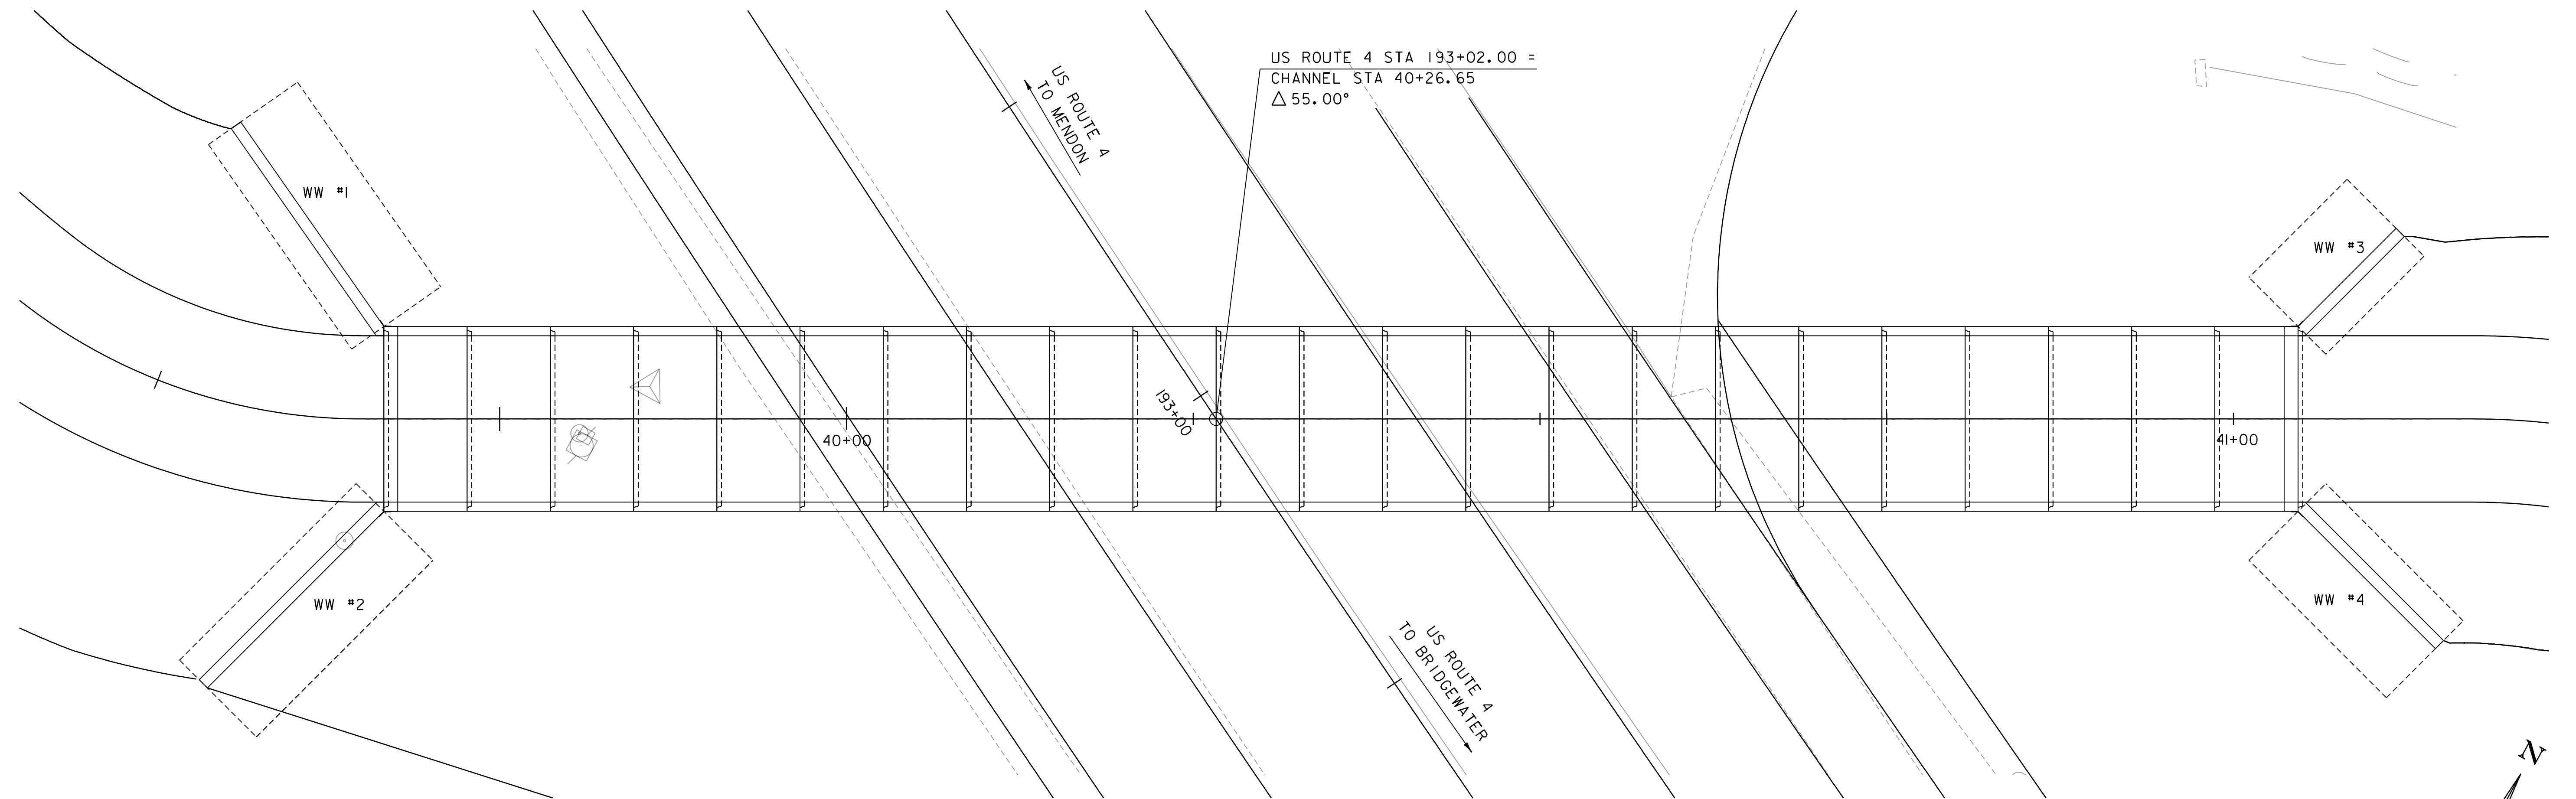 US ROUTE 4 STA 193+02.00 =
CHANNEL STA 40+26.65
△ 55.00°
US ROUTE 4
TO MENDON
WW #1
WW #3
193+00
40+00
41+00
WW #2
WW #4
US ROUTE 4
TO BRIDGEWATER
N